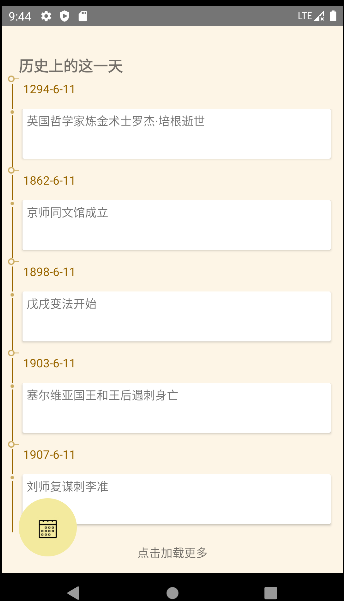 9:44 LTE
历史上的这一天
1294-6-11
英国哲学家炼金术士罗杰·培根逝世
1862-6-11
京师同文馆成立
1898-6-11
戊戌变法开始
1903-6-11
塞尔维亚国王和王后遇刺身亡
1907-6-11
刘师复谋刺李准
点击加载更多